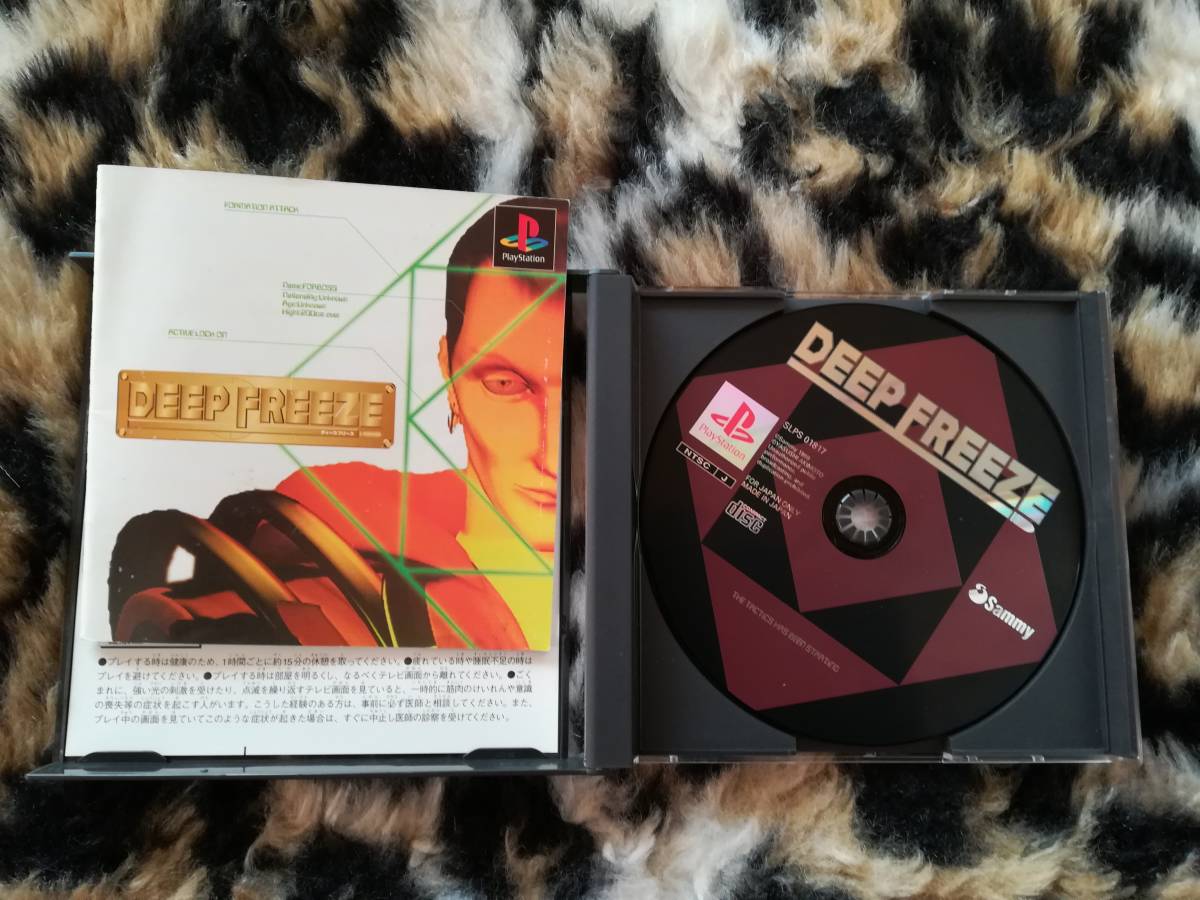 FORMATION ATTACK
PlayStation
Name:FORBOSS
Nationality:Unknown
Age:Unknown
ACTIVE LOCK ON
DEEP FREEZE
ディープフリーズ
●プレイする時は健康のため、1時間ごとに約15分の休憩を取ってください。●疲れている時や睡眠不足の時は
プレイを避けてください。●プレイする時は部屋を明るくし、なるべくテレビ画面から離れてください。●ごく
まれに、強い光の刺激を受けたり、点滅を繰り返すテレビ画面を見ていると、一時的に筋肉のけいれんや意識
の喪失等の症状を起こす人がいます。こうした経験のある方は、事前に必ず医師と相談してください。また、
プレイ中の画面を見ていてこのような症状が起きた場合は、すぐに中止し医師の診察を受けてください。
DEEP FREEZE
PlayStation
NTSC J
SLPS 01817
Unauthorized public
broadcasting, and
duplication prohibited.
FOR JAPAN ONLY
MADE IN JAPAN
COMPACT
disc
THE TACTICS HAS BEEN STARTED
Sammy